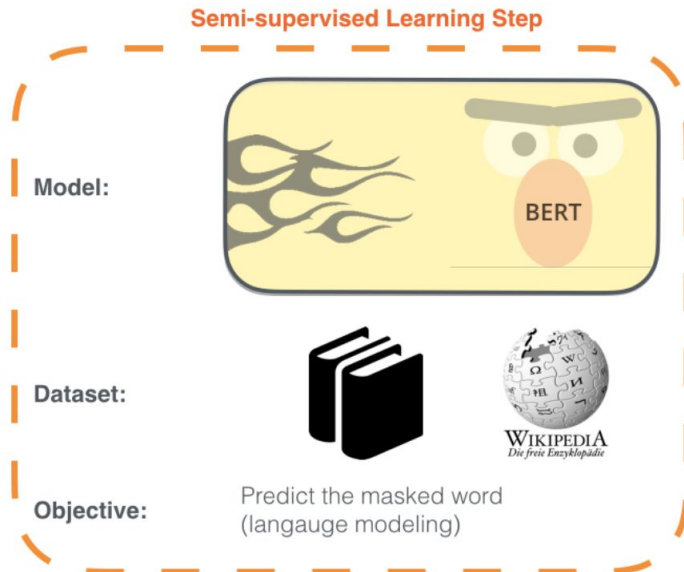 Semi-supervised Learning Step
Model:
BERT
Dataset:
WIKIPEDIA
Die freie Enzyklopädie
Objective:
Predict the masked word
(langauge modeling)